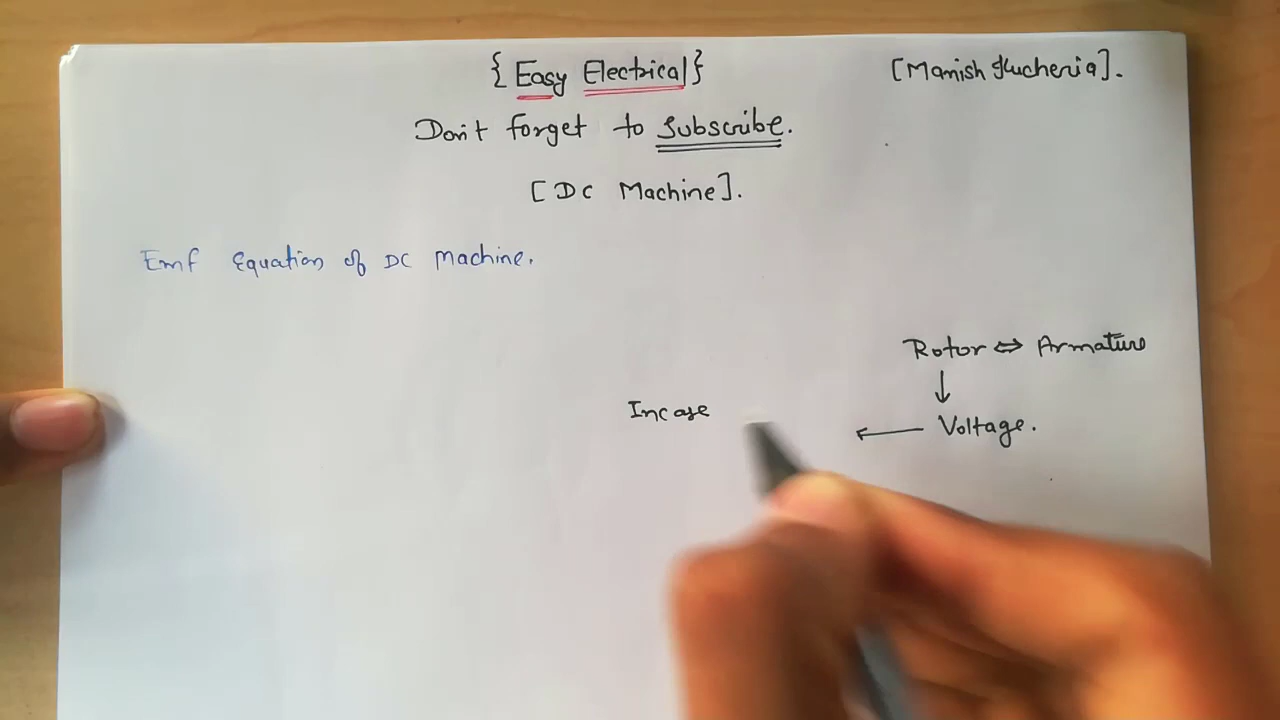 {Easy Electrical}
[Manish Kucheria].
Don't forget to Subscribe.
[DC Machine].
Emf Equation of DC machine.
Rotor ⇔ Armature
↓
Incase ← Voltage.